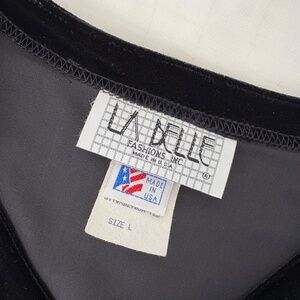 LA BELLE
FASHIONS INC.
MADE IN U.S.A.
®
MADE
IN
USA
SIZE L